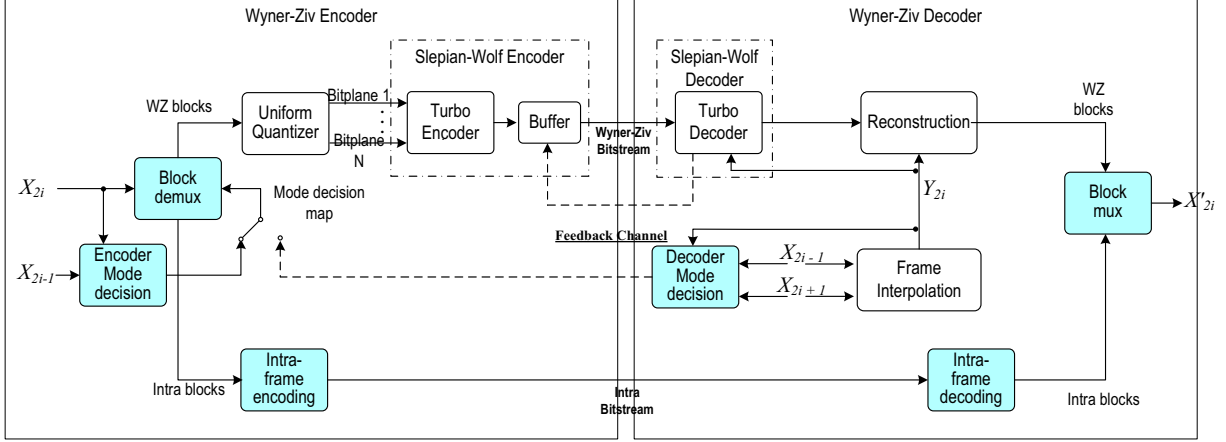 Wyner-Ziv Encoder
Wyner-Ziv Decoder
Slepian-Wolf Encoder
Slepian-Wolf
Decoder
WZ blocks
Uniform
Quantizer
Bitplane 1
Bitplane
N
Turbo
Encoder
Buffer
Wyner-Ziv
Bitstream
Turbo
Decoder
Reconstruction
WZ
blocks
X2i
Block
demux
Mode decision
map
Y2i
Block
mux
X'2i
Feedback Channel
X2i-1
Encoder
Mode
decision
Decoder
Mode
decision
X2i-1
X2i+1
Frame
Interpolation
Intra blocks
Intra-
frame
encoding
Intra
Bitstream
Intra-
frame
decoding
Intra blocks